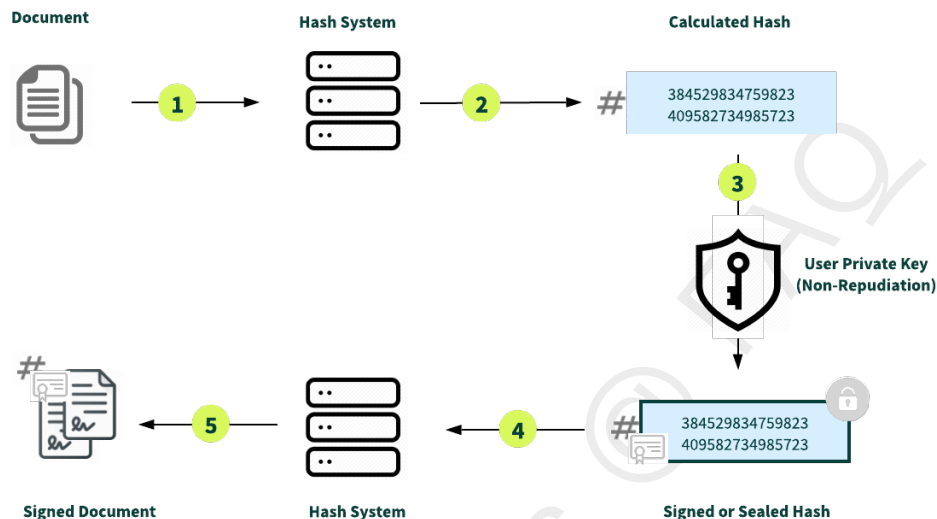 Document
Hash System
Calculated Hash
1
2
#
384529834759823
409582734985723
3
User Private Key
(Non-Repudiation)
#
5
4
#
384529834759823
409582734985723
Signed Document
Hash System
Signed or Sealed Hash